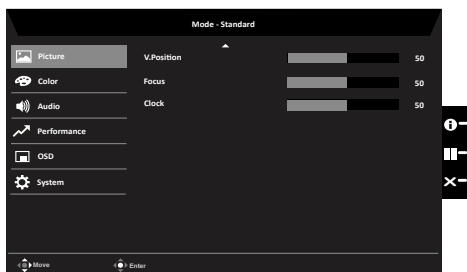 Mode - Standard
Picture
V.Position 50
Color
Focus 50
Audio
Clock 50
Performance
OSD
System
Move Enter